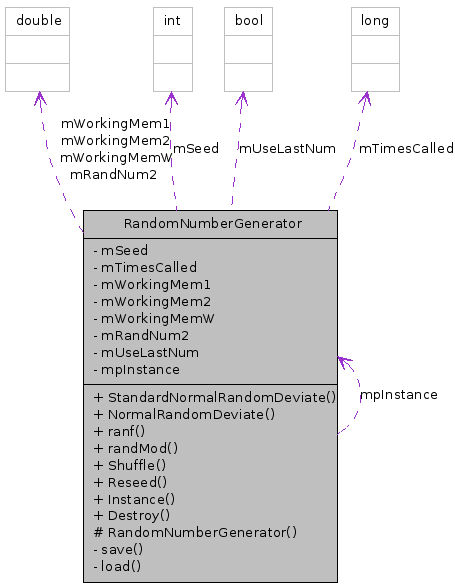 double
int
bool
long
mWorkingMem1
mWorkingMem2
mWorkingMemW
mRandNum2
mSeed
mUseLastNum
mTimesCalled
RandomNumberGenerator
- mSeed
- mTimesCalled
- mWorkingMem1
- mWorkingMem2
- mWorkingMemW
- mRandNum2
- mUseLastNum
- mpInstance
mpInstance
+ StandardNormalRandomDeviate()
+ NormalRandomDeviate()
+ ranf()
+ randMod()
+ Shuffle()
+ Reseed()
+ Instance()
+ Destroy()
# RandomNumberGenerator()
- save()
- load()